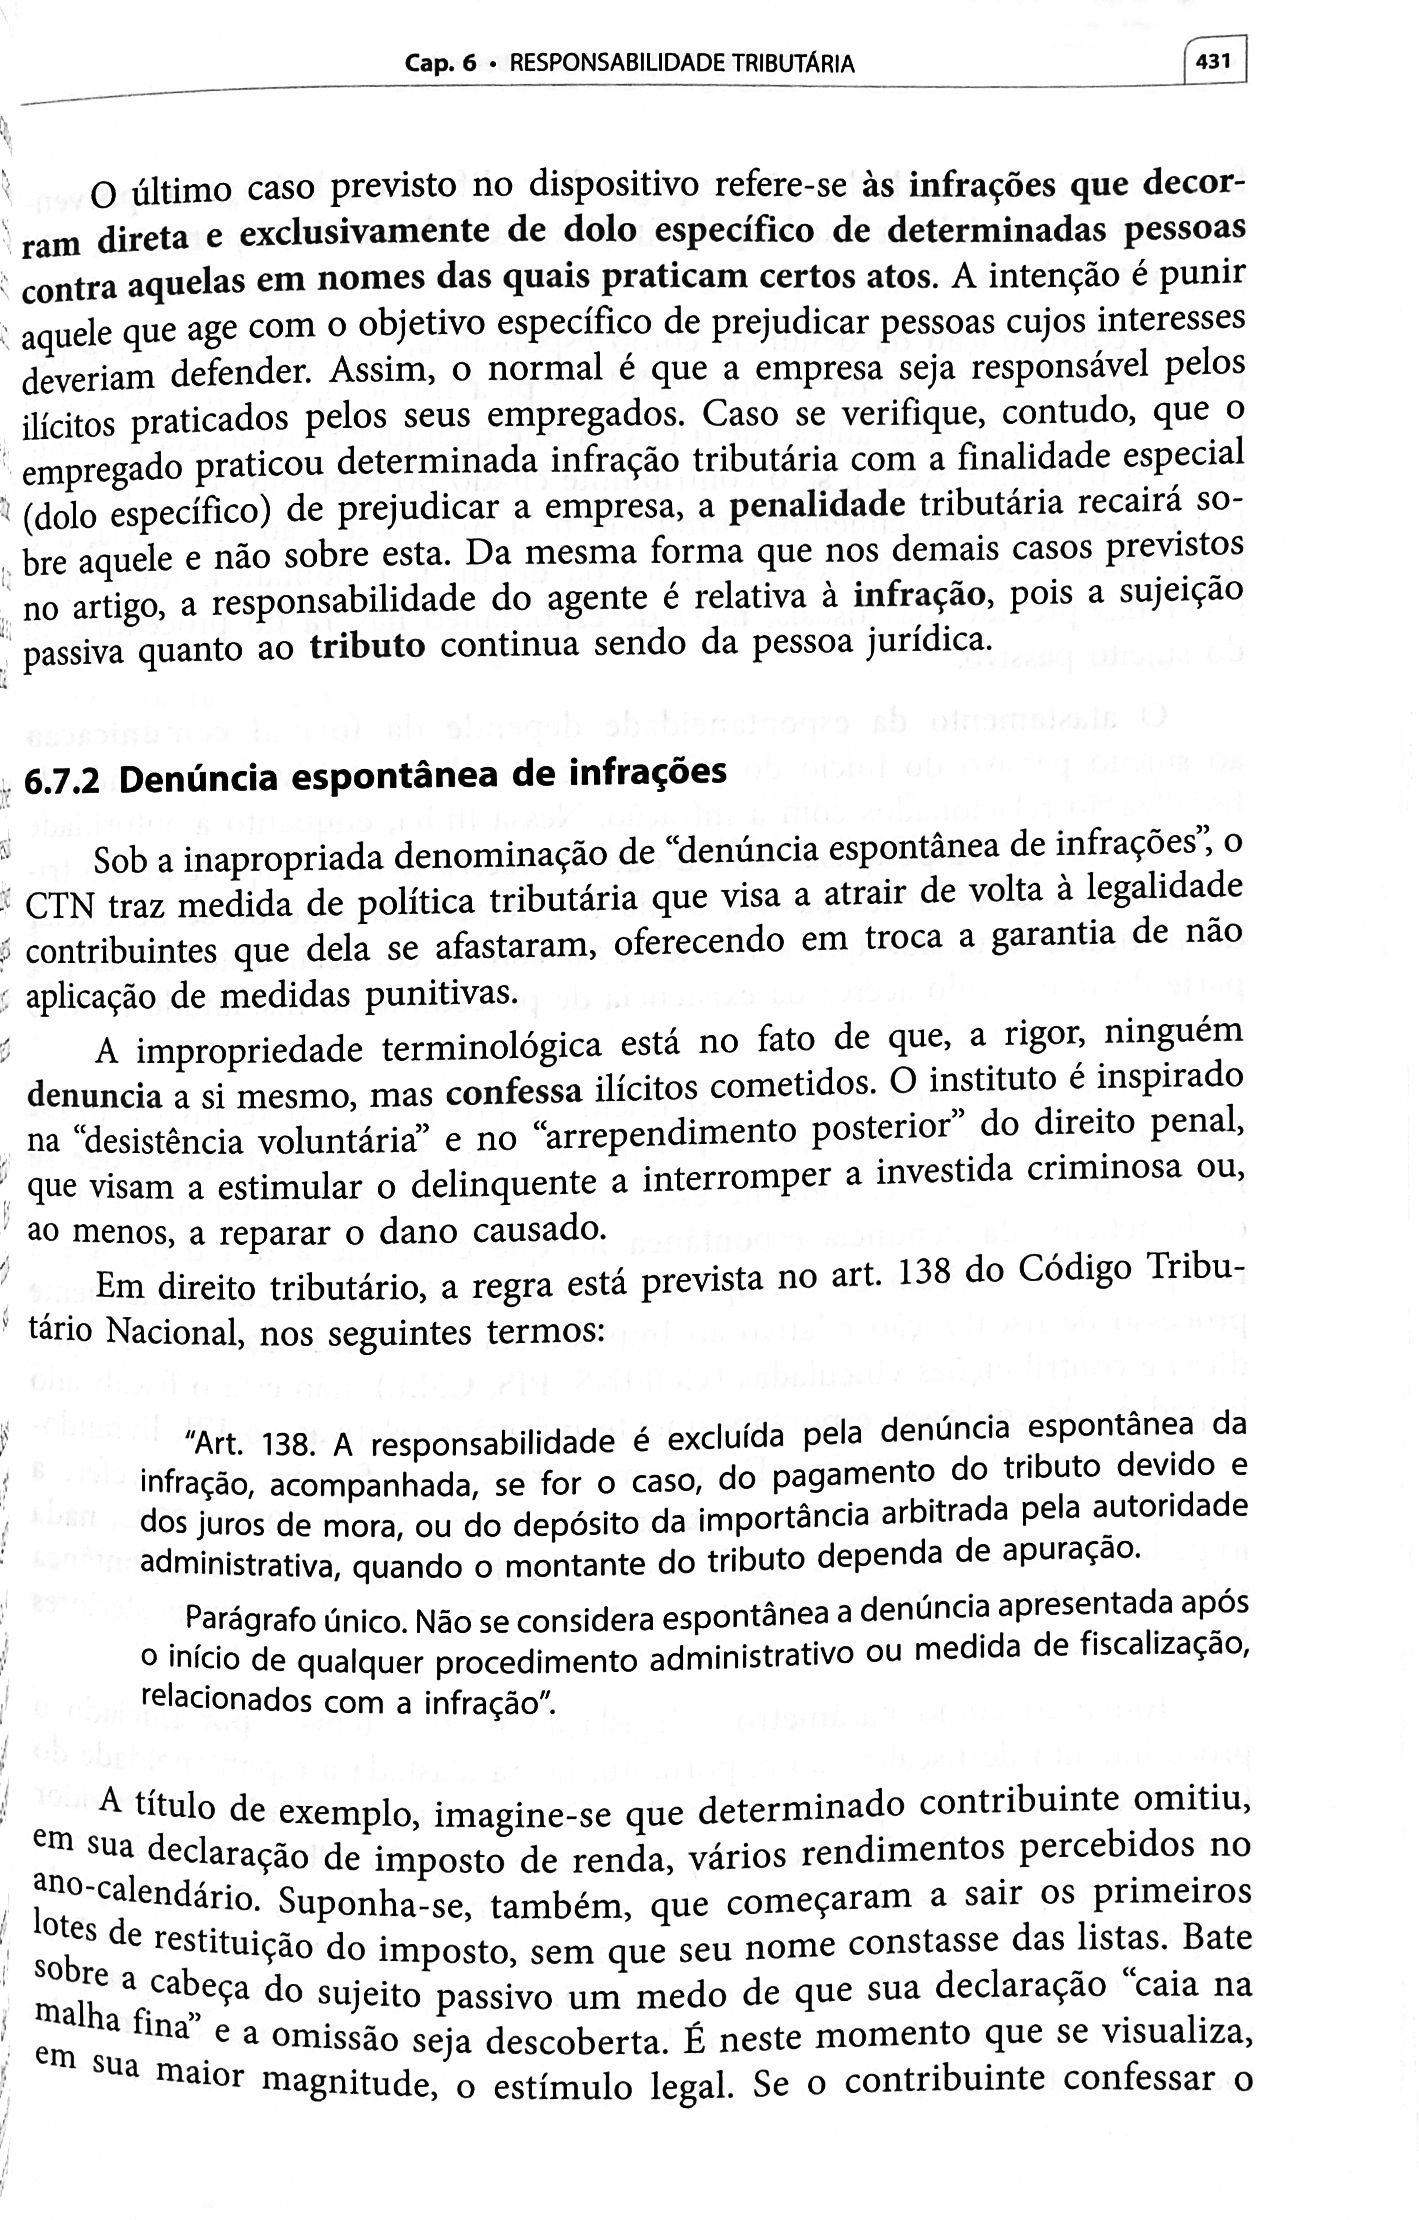 Cap. 6 • RESPONSABILIDADE TRIBUTÁRIA 431
O último caso previsto no dispositivo refere-se às infrações que decor-
ram direta e exclusivamente de dolo específico de determinadas pessoas
contra aquelas em nomes das quais praticam certos atos. A intenção é punir
aquele que age com o objetivo específico de prejudicar pessoas cujos interesses
deveriam defender. Assim, o normal é que a empresa seja responsável pelos
ilícitos praticados pelos seus empregados. Caso se verifique, contudo, que o
empregado praticou determinada infração tributária com a finalidade especial
(dolo específico) de prejudicar a empresa, a penalidade tributária recairá so-
bre aquele e não sobre esta. Da mesma forma que nos demais casos previstos
no artigo, a responsabilidade do agente é relativa à infração, pois a sujeição
passiva quanto ao tributo continua sendo da pessoa jurídica.
6.7.2 Denúncia espontânea de infrações
Sob a inapropriada denominação de “denúncia espontânea de infrações”, o
CTN traz medida de política tributária que visa a atrair de volta à legalidade
contribuintes que dela se afastaram, oferecendo em troca a garantia de não
aplicação de medidas punitivas.
A impropriedade terminológica está no fato de que, a rigor, ninguém
denuncia a si mesmo, mas confessa ilícitos cometidos. O instituto é inspirado
na “desistência voluntária” e no “arrependimento posterior” do direito penal,
que visam a estimular o delinquente a interromper a investida criminosa ou,
ao menos, a reparar o dano causado.
Em direito tributário, a regra está prevista no art. 138 do Código Tribu-
tário Nacional, nos seguintes termos:
“Art. 138. A responsabilidade é excluída pela denúncia espontânea da
infração, acompanhada, se for o caso, do pagamento do tributo devido e
dos juros de mora, ou do depósito da importância arbitrada pela autoridade
administrativa, quando o montante do tributo dependa de apuração.
Parágrafo único. Não se considera espontânea a denúncia apresentada após
o início de qualquer procedimento administrativo ou medida de fiscalização,
relacionados com a infração”.
A título de exemplo, imagine-se que determinado contribuinte omitiu,
em sua declaração de imposto de renda, vários rendimentos percebidos no
ano-calendário. Suponha-se, também, que começaram a sair os primeiros
lotes de restituição do imposto, sem que seu nome constasse das listas. Bate
sobre a cabeça do sujeito passivo um medo de que sua declaração “caia na
malha fina” e a omissão seja descoberta. É neste momento que se visualiza,
em sua maior magnitude, o estímulo legal. Se o contribuinte confessar o